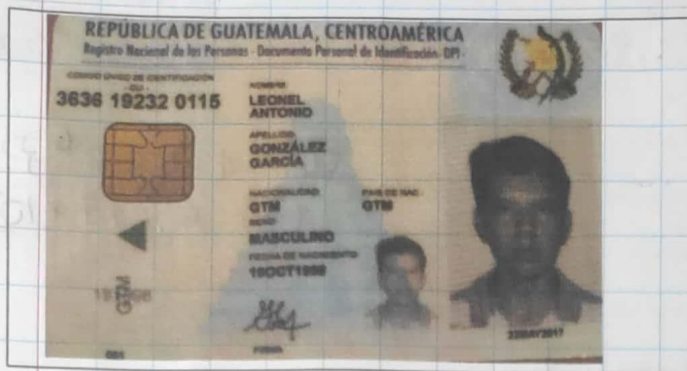 REPÚBLICA DE GUATEMALA, CENTROAMÉRICA
Registro Nacional de las Personas - Documento Personal de Identificación - DPI -
CÓDIGO ÚNICO DE IDENTIFICACIÓN
- CUI -
3636 19232 0115
NOMBRE
LEONEL
ANTONIO
APELLIDO
GONZÁLEZ
GARCÍA
NACIONALIDAD
PAÍS DE NAC.
GTM
GTM
SEXO
MASCULINO
FECHA DE NACIMIENTO
GTM
FIRMA